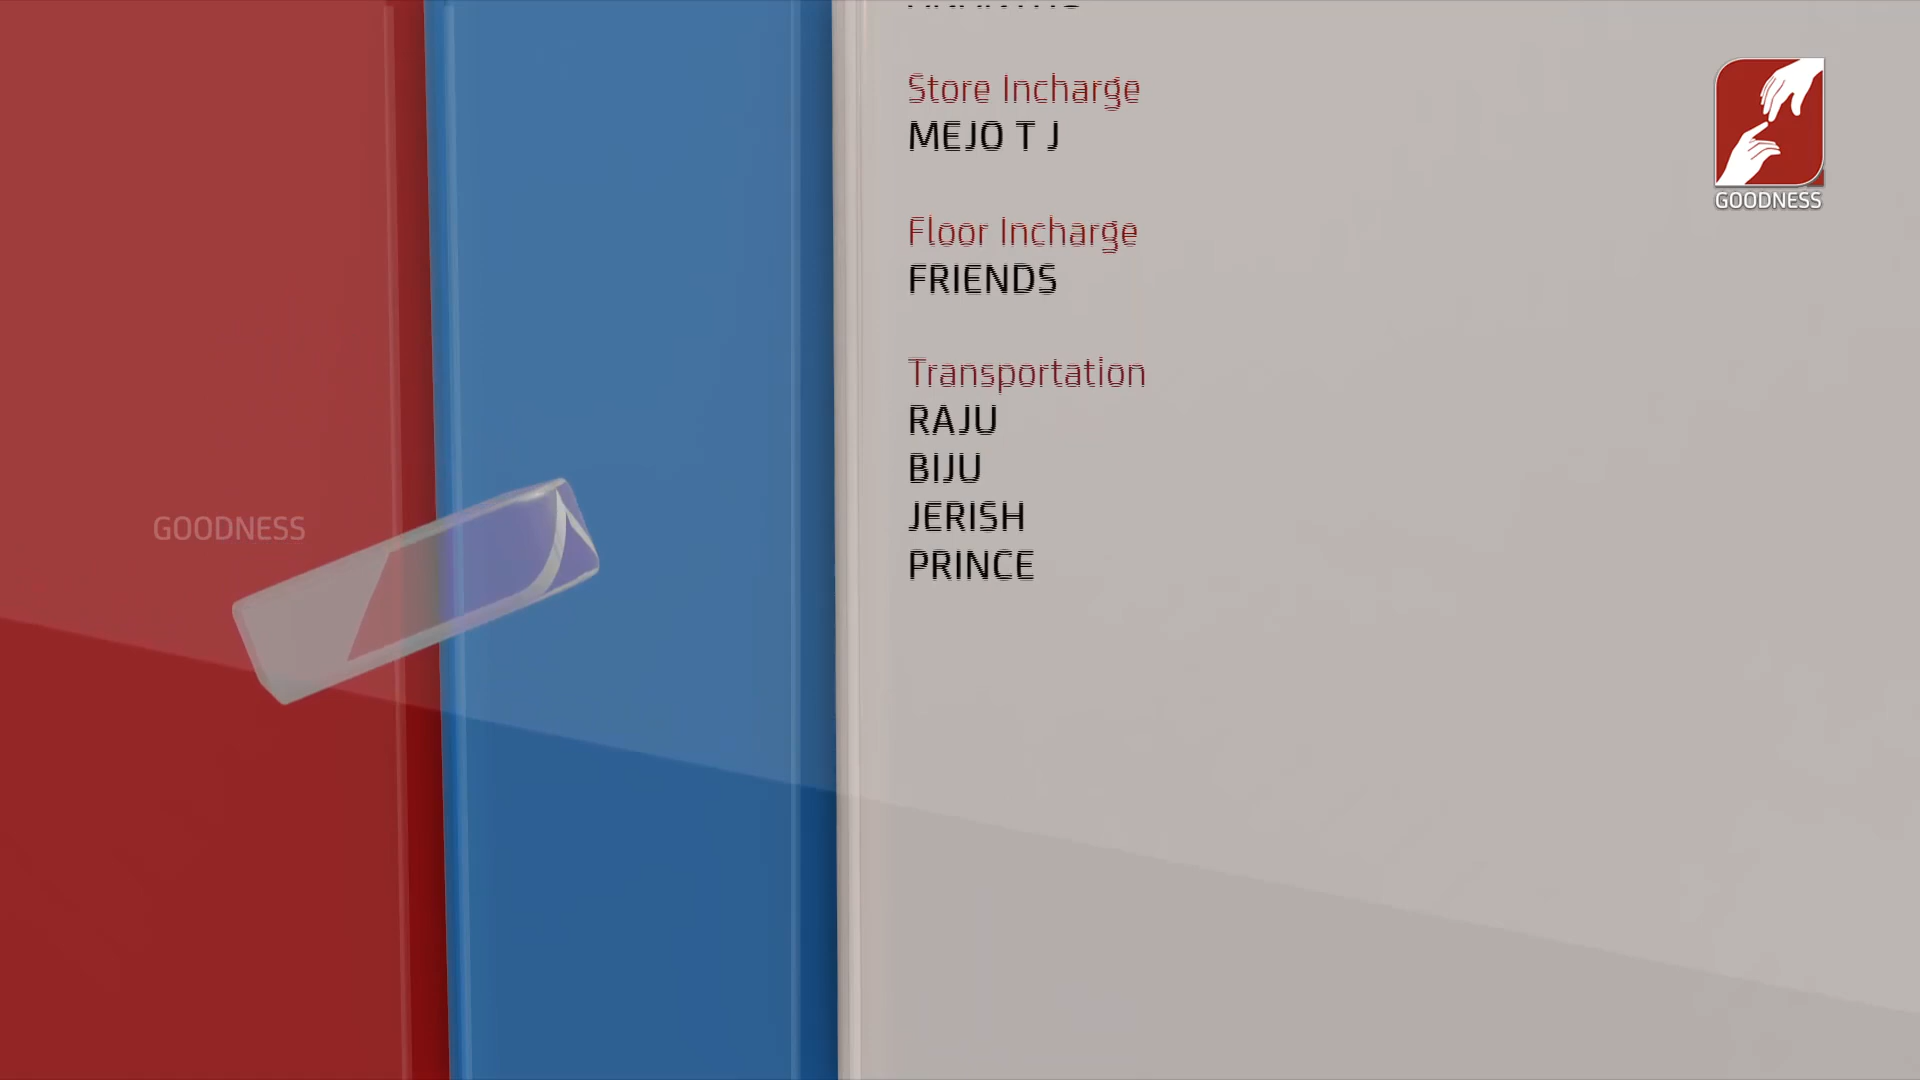 Store Incharge
MEJO T J
Floor Incharge
FRIENDS
Transportation
RAJU
BIJU
JERISH
PRINCE
GOODNESS
GOODNESS